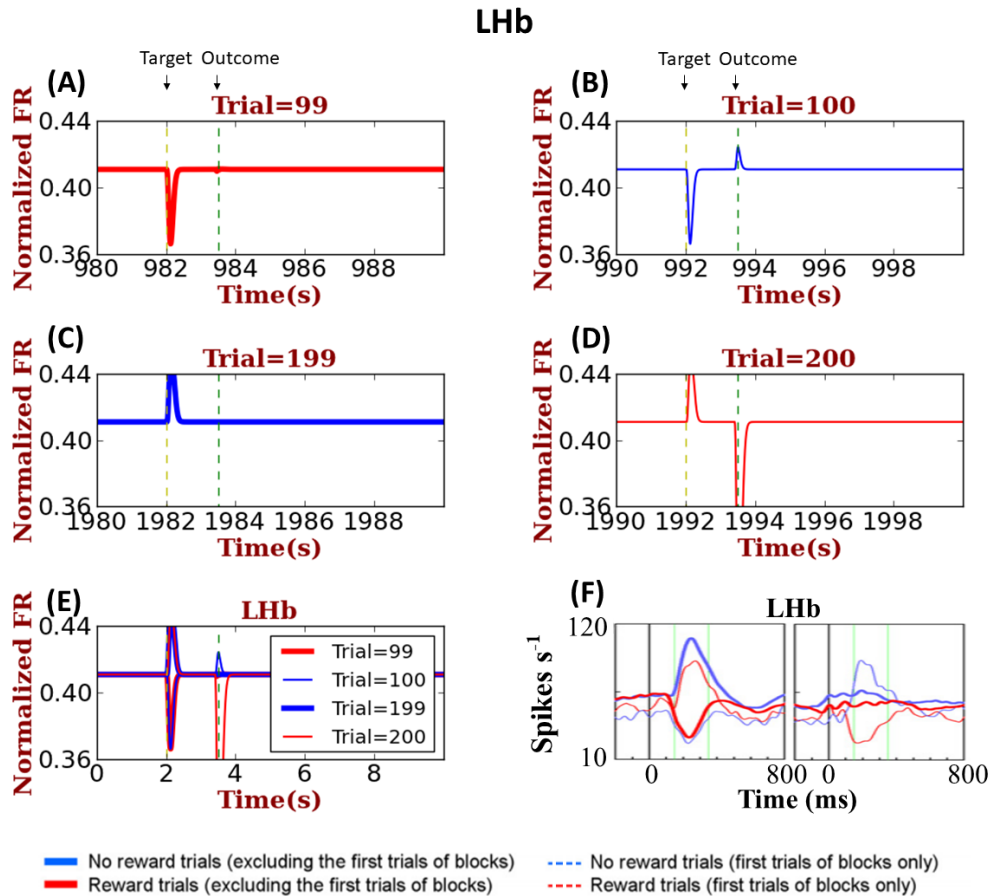 LHb
Target Outcome
(A)
Trial=99
Normalized FR
0.44
0.40
0.36
980 982 984 986 988
Time(s)
Target Outcome
(B)
Trial=100
Normalized FR
0.44
0.40
0.36
990 992 994 996 998
Time(s)
(C)
Trial=199
Normalized FR
0.44
0.40
0.36
1980 1982 1984 1986 1988
Time(s)
(D)
Trial=200
Normalized FR
0.44
0.40
0.36
1990 1992 1994 1996 1998
Time(s)
(E)
LHb
Normalized FR
0.44
0.40
0.36
Trial=99
Trial=100
Trial=199
Trial=200
0 2 4 6 8
Time(s)
(F)
LHb
Spikes s⁻¹
120
10
0 800 0 800
Time (ms)
No reward trials (excluding the first trials of blocks)
Reward trials (excluding the first trials of blocks)
No reward trials (first trials of blocks only)
Reward trials (first trials of blocks only)